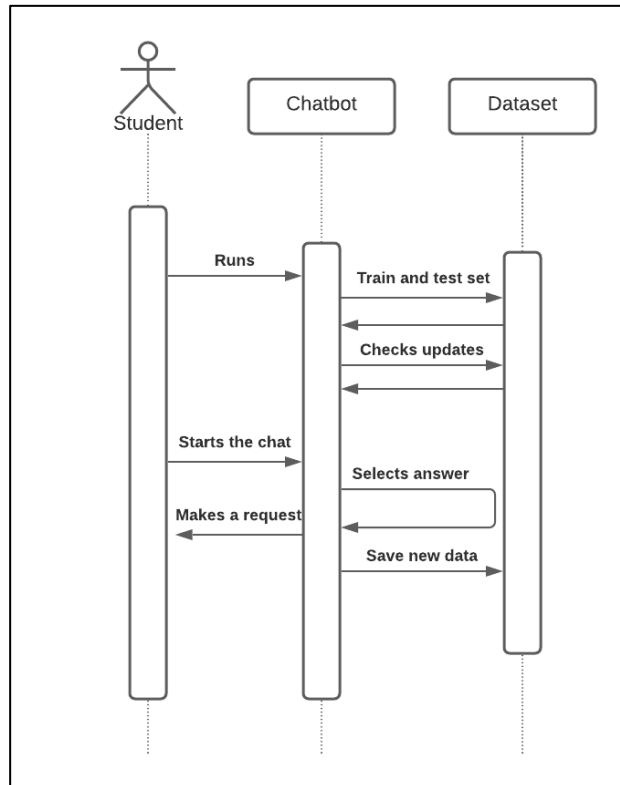 Student
Chatbot
Dataset
Runs
Train and test set
Checks updates
Starts the chat
Selects answer
Makes a request
Save new data